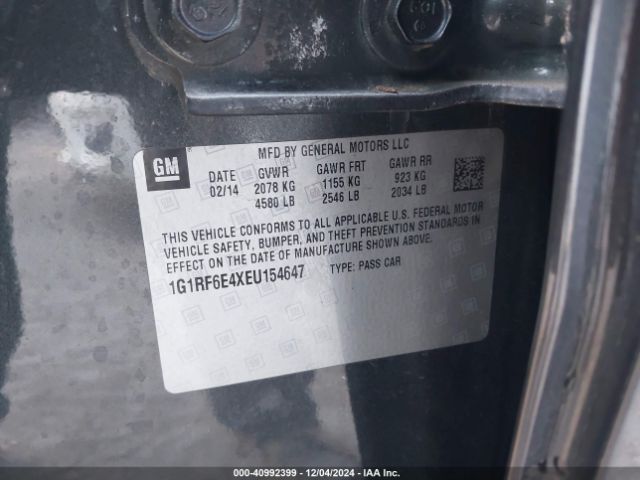 GM
MFD BY GENERAL MOTORS LLC
DATE GVWR GAWR FRT GAWR RR
02/14 2078 KG 1155 KG 923 KG
4580 LB 2546 LB 2034 LB
THIS VEHICLE CONFORMS TO ALL APPLICABLE U.S. FEDERAL MOTOR
VEHICLE SAFETY, BUMPER, AND THEFT PREVENTION STANDARDS IN
EFFECT ON THE DATE OF MANUFACTURE SHOWN ABOVE.
1G1RF6E4XEU154647 TYPE: PASS CAR
000-40992399 - 12/04/2024 - IAA Inc.